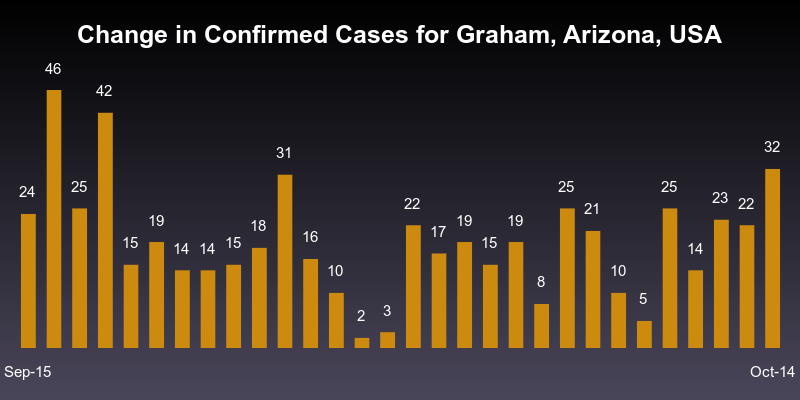 Change in Confirmed Cases for Graham, Arizona, USA
24 46 25 42 15 19 14 14 15 18 31 16 10 2 3 22 17 19 15 19 8 25 21 10 5 25 14 23 22 32
Sep-15 Oct-14